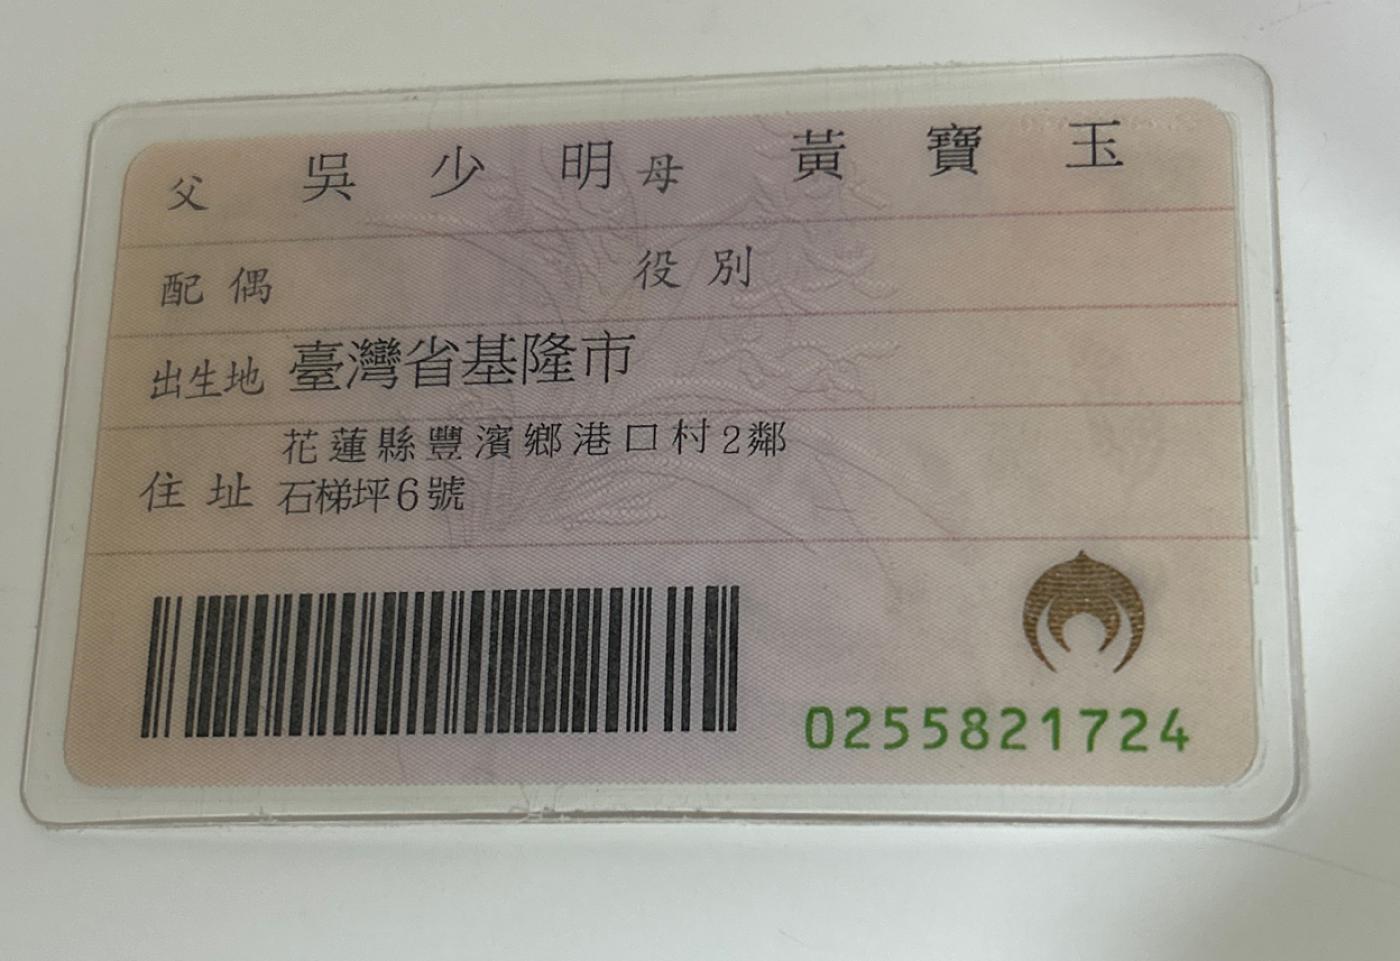 父 吳少明 母 黃寶玉
配偶 役別
出生地 臺灣省基隆市
住址 花蓮縣豐濱鄉港口村2鄰
石梯坪6號
0255821724